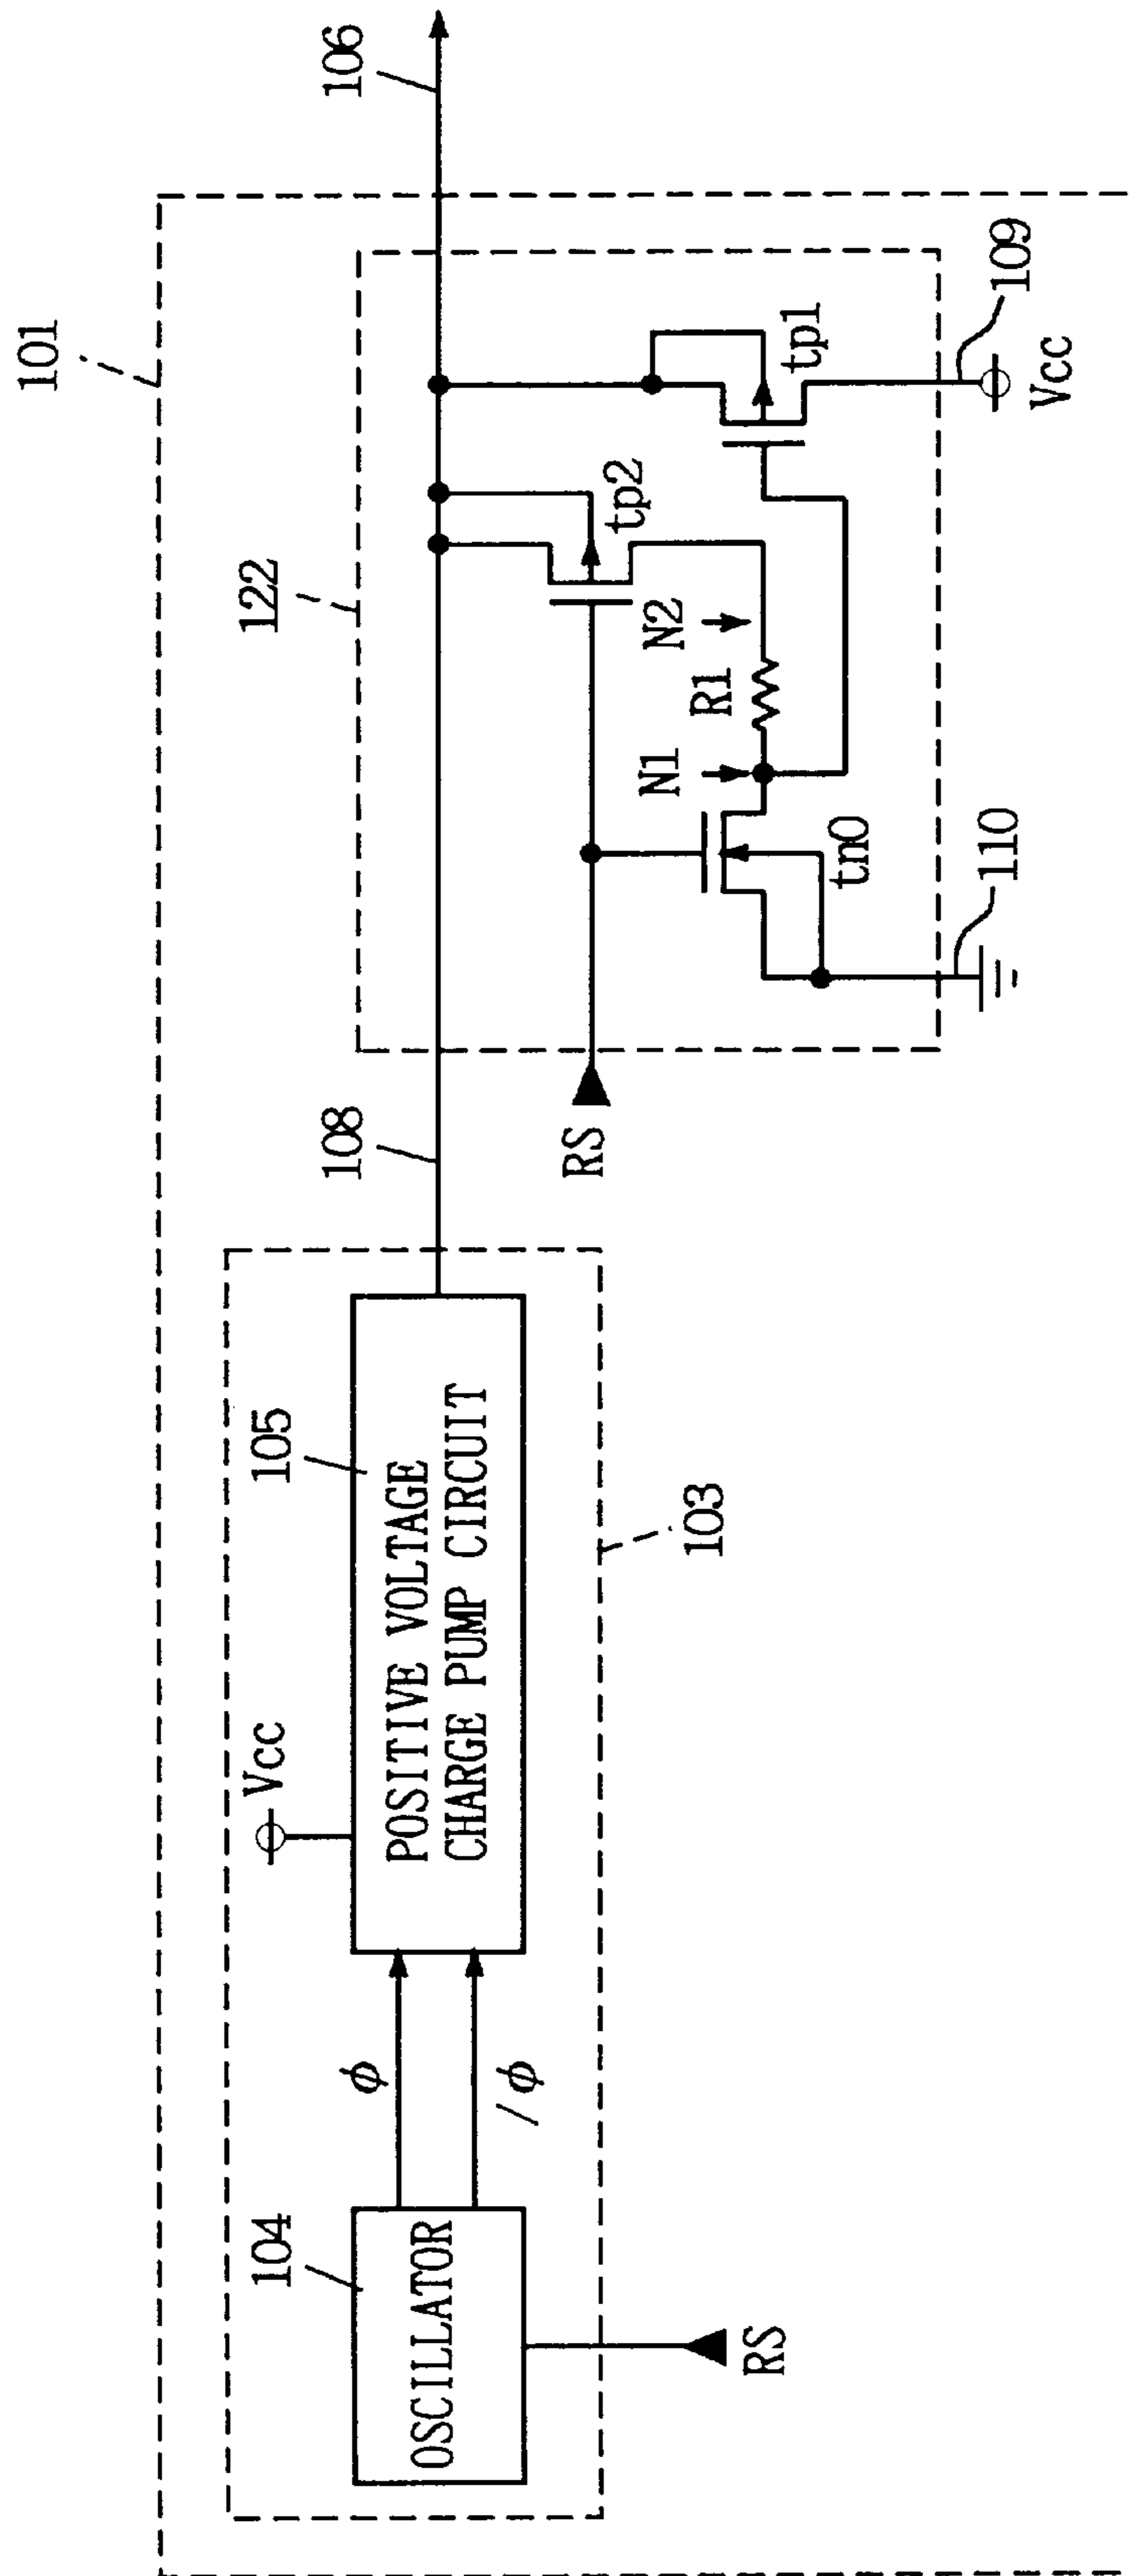 101
106
122
108
105
Vcc
104
φ
/φ
OSCILLATOR
POSITIVE VOLTAGE
CHARGE PUMP CIRCUIT
103
RS
RS
tp2
N2
R1
N1
tn0
tp1
110
109
Vcc